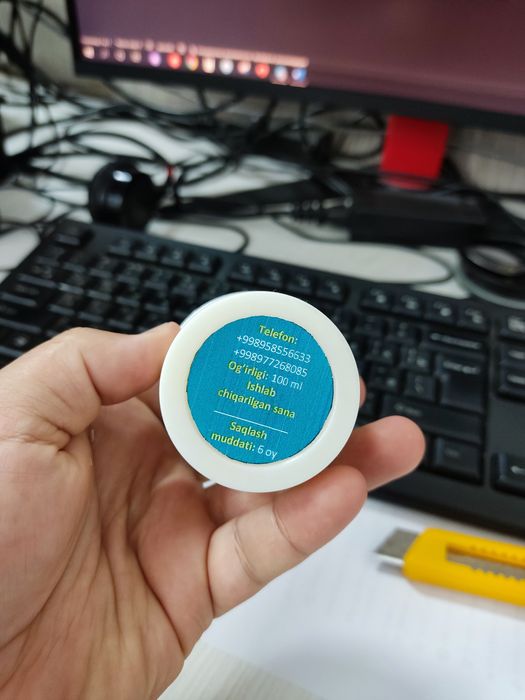 Telefon:
+998958556633
+998977268085
Og'irligi: 100 ml
Ishlab
chiqarilgan sana
Saqlash
muddati: 6 oy